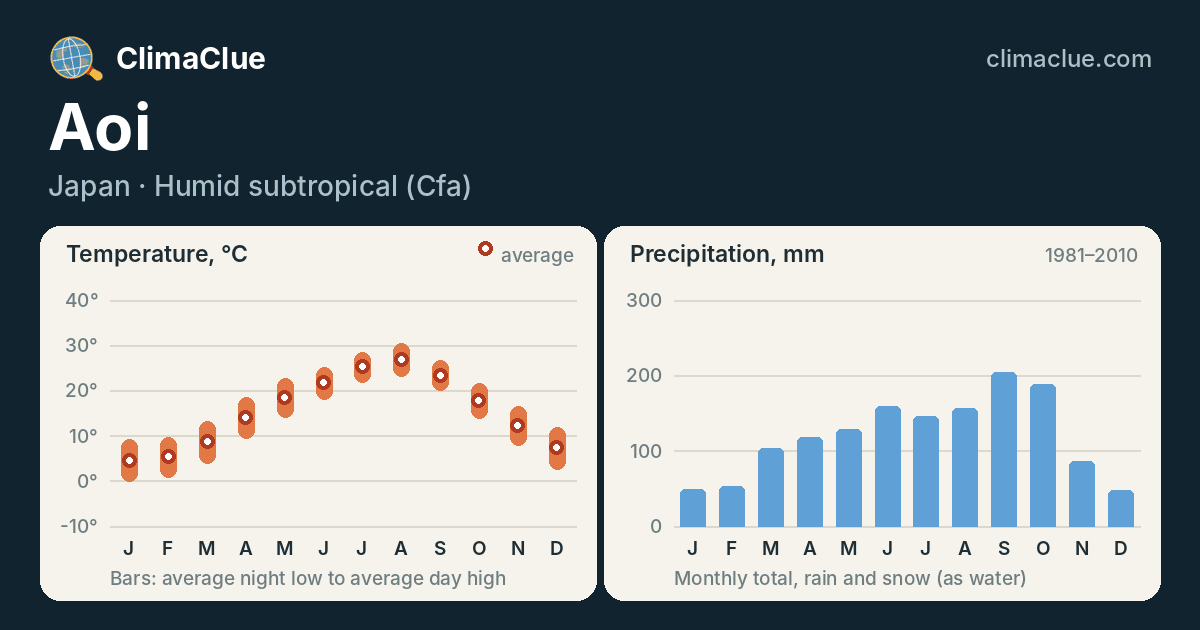 ClimaClue
climaclue.com
Aoi
Japan · Humid subtropical (Cfa)
Temperature, °C
average
40°
30°
20°
10°
0°
-10°
J F M A M J J A S O N D
Bars: average night low to average day high
Precipitation, mm
1981–2010
300
200
100
0
J F M A M J J A S O N D
Monthly total, rain and snow (as water)